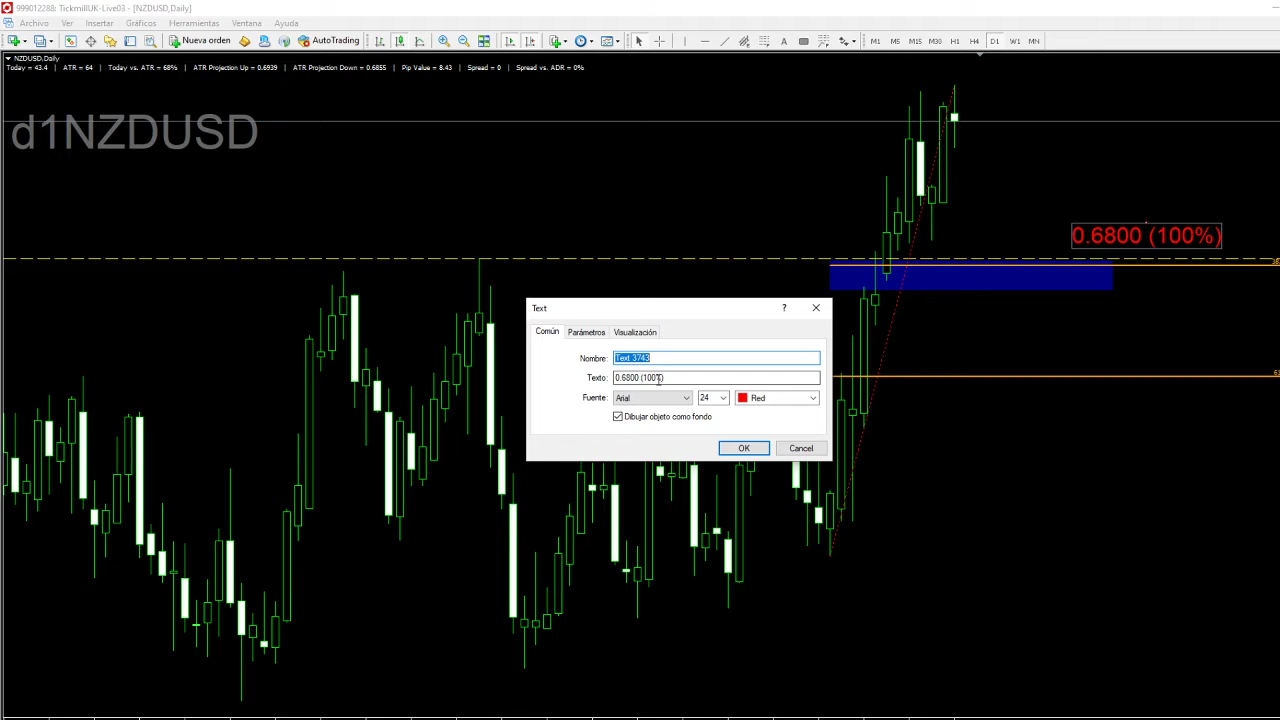 999012288: TickmillUK-Live03 - [NZDUSD,Daily]
Archivo Ver Insertar Gráficos Herramientas Ventana Ayuda
Nueva orden AutoTrading A M1 M5 M15 M30 H1 H4 D1 W1 MN
NZDUSD,Daily
Today = 43.4 | ATR = 64 | Today vs. ATR = 68% | ATR Projection Up = 0.6939 | ATR Projection Down = 0.6855 | Pip Value = 8.43 | Spread = 0 | Spread vs. ADR = 0%
d1NZDUSD
0.6800 (100%)
Text ? ×
Común Parámetros Visualización
Nombre: Text 3743
Texto: 0.6800 (100%)
Fuente: Arial 24 Red
Dibujar objeto como fondo
OK Cancel